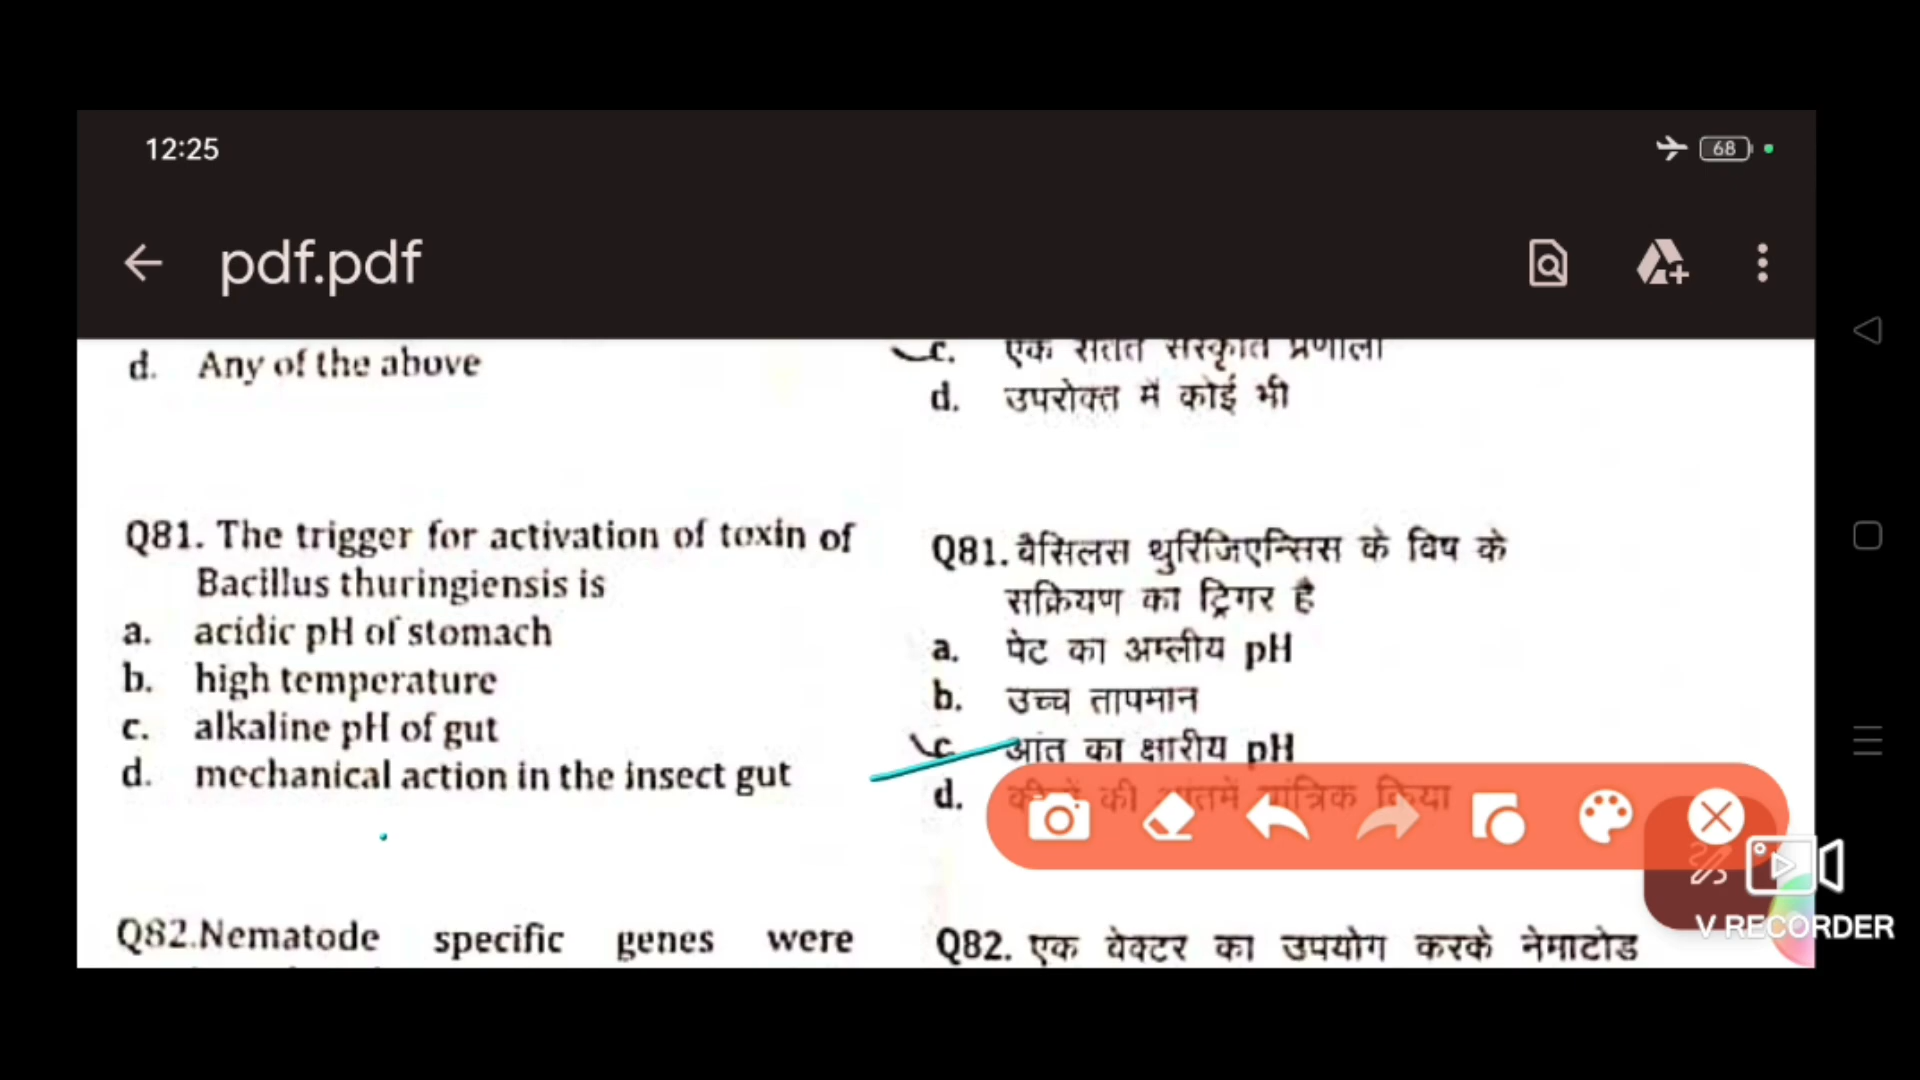 12:25
68
pdf.pdf
d. Any of the above
c. एक सतत संस्कृति प्रणाली
d. उपरोक्त में कोई भी
Q81. The trigger for activation of toxin of
Bacillus thuringiensis is
a. acidic pH of stomach
b. high temperature
c. alkaline pH of gut
d. mechanical action in the insect gut
Q81. बैसिलस थुरिंजिएन्सिस के विष के
सक्रियण का ट्रिगर है
a. पेट का अम्लीय pH
b. उच्च तापमान
c. आंत का क्षारीय pH
d. की यांत्रिक क्रिया
Q82.Nematode specific genes were
Q82. एक वेक्टर का उपयोग करके नेमाटोड
V RECORDER